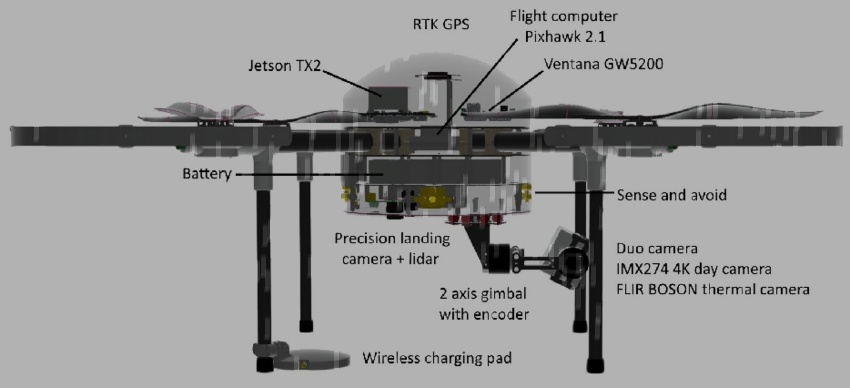 RTK GPS
Flight computer
Pixhawk 2.1
Jetson TX2
Ventana GW5200
Battery
Sense and avoid
Precision landing
camera + lidar
Duo camera
IMX274 4K day camera
FLIR BOSON thermal camera
2 axis gimbal
with encoder
Wireless charging pad